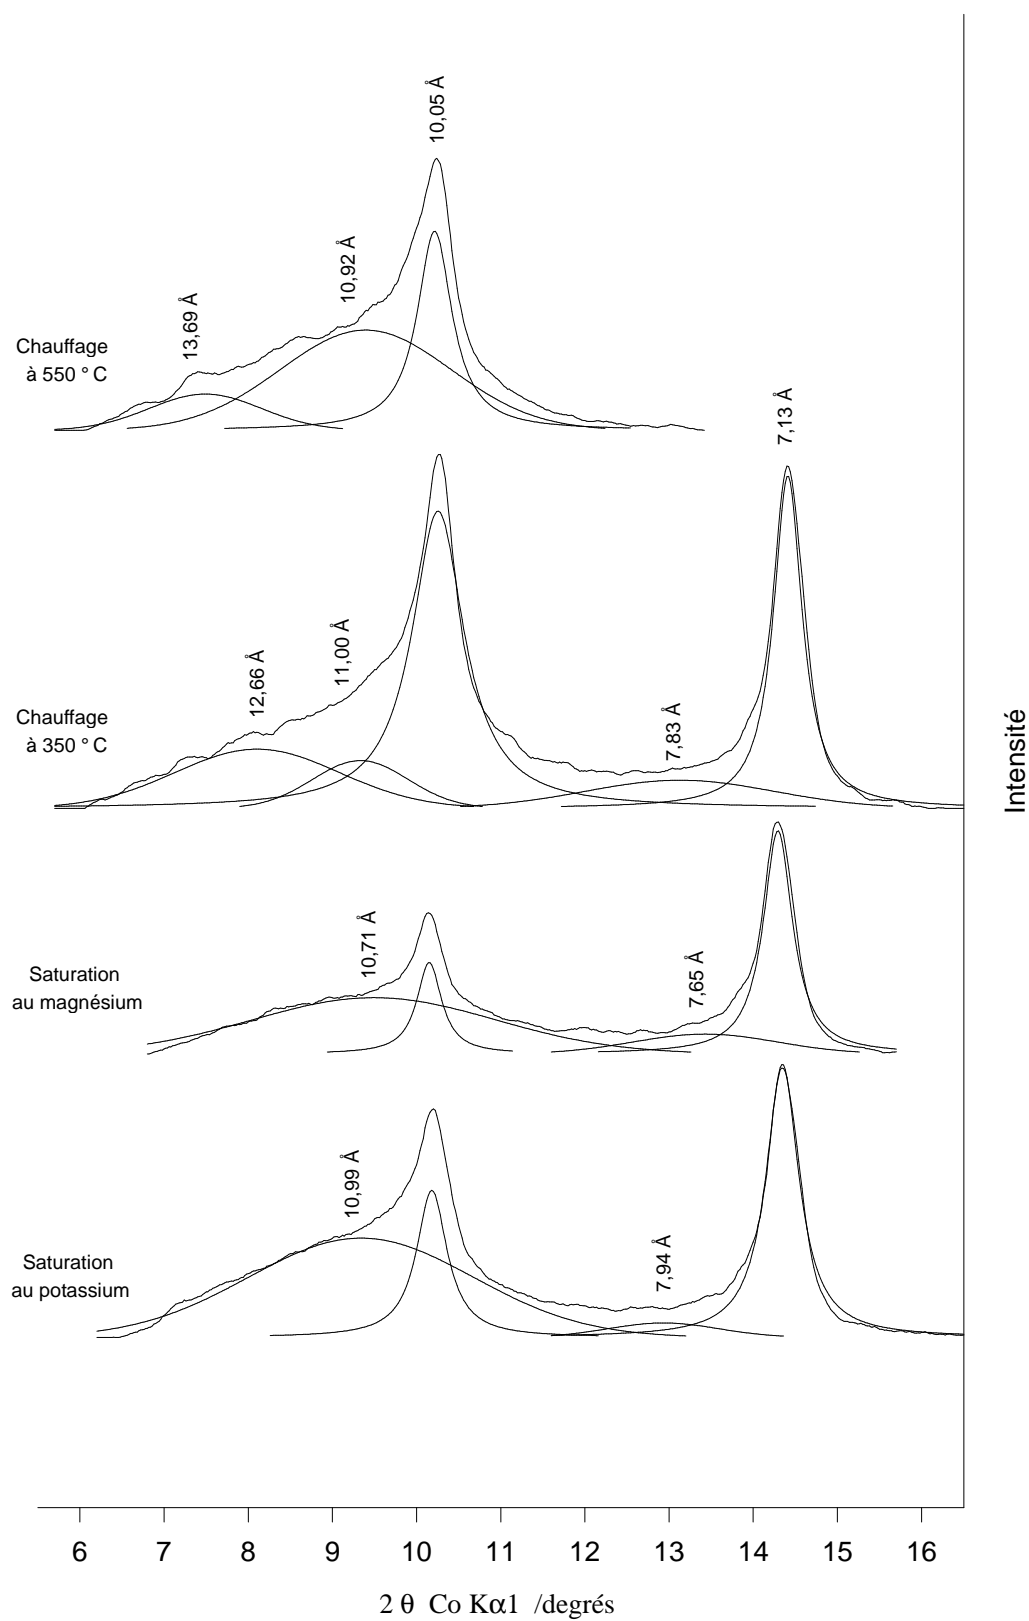 10,05 Å
10,92 Å
13,69 Å
Chauffage
à 550 ° C
7,13 Å
11,00 Å
12,66 Å
7,83 Å
Chauffage
à 350 ° C
Intensité
10,71 Å
7,65 Å
Saturation
au magnésium
10,99 Å
7,94 Å
Saturation
au potassium
6 7 8 9 10 11 12 13 14 15 16
2 θ Co Kα1 /degrés